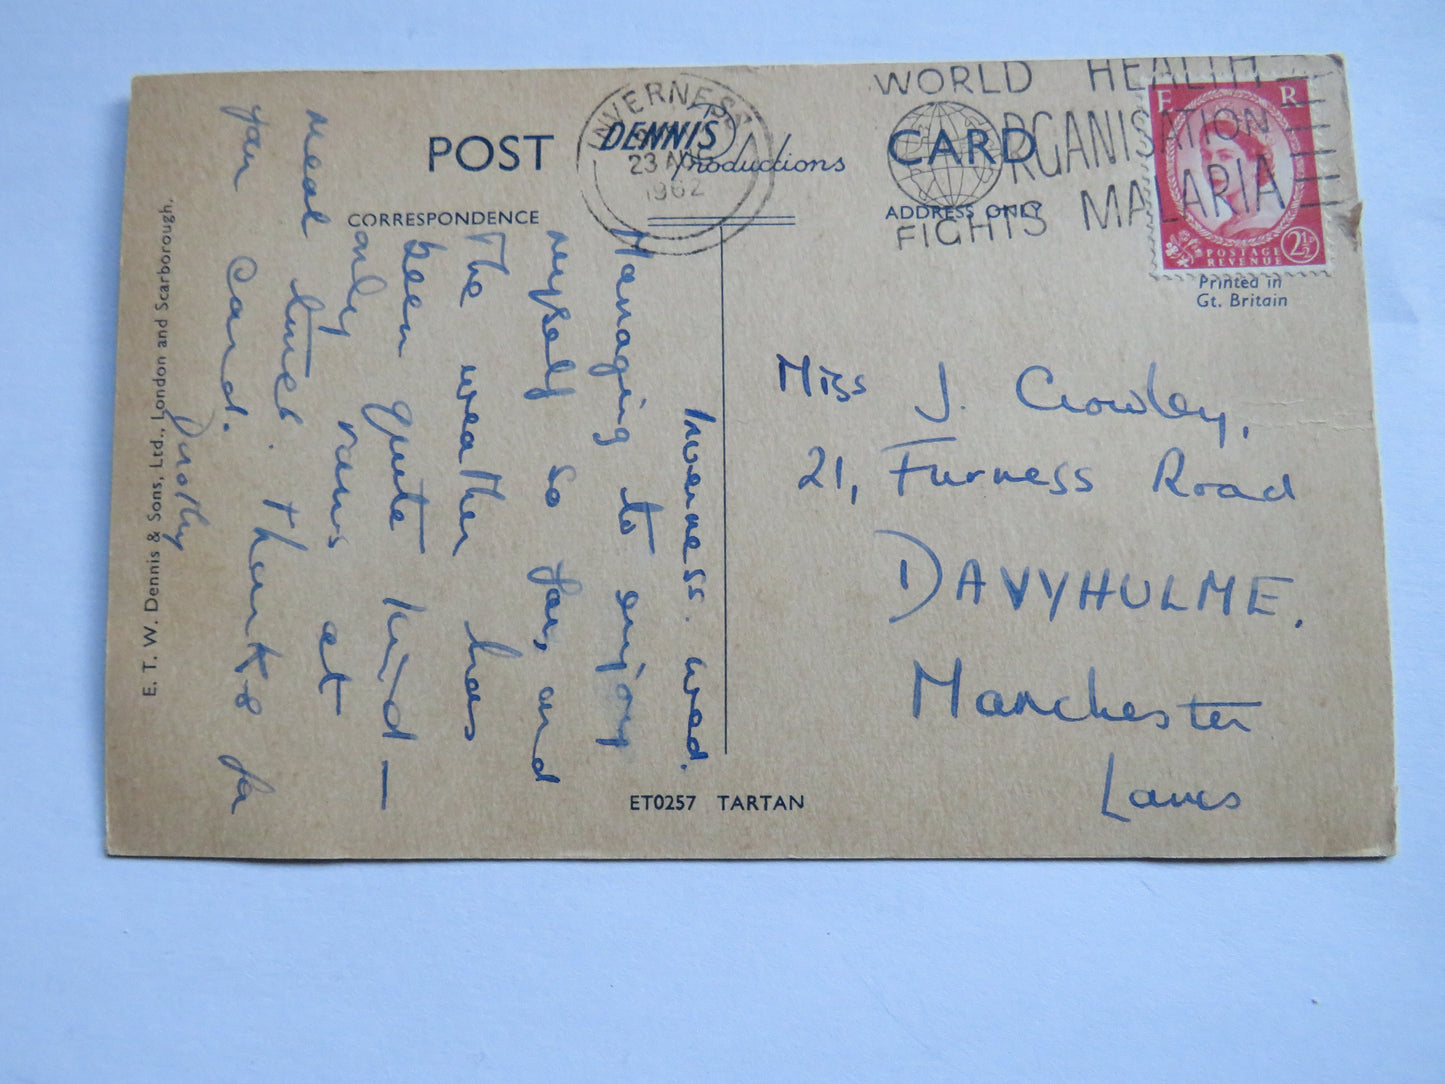 POST CARD
DENNIS
Productions
INVERNESS
23 AUG
1962
WORLD HEALTH
ORGANISATION
FIGHTS MALARIA
E R
POSTAGE
REVENUE
2½D
CORRESPONDENCE
ADDRESS ONLY
Printed in
Gt. Britain
Inverness. Wed.
Managing to enjoy
myself so far, and
The weather has
been quite kind –
only rains at
meal times. Thanks for
your card.
Dorothy
Miss J. Crowley,
21, Furness Road
DAVYHULME,
Manchester
Lancs
E. T. W. Dennis & Sons, Ltd., London and Scarborough.
ET0257 TARTAN